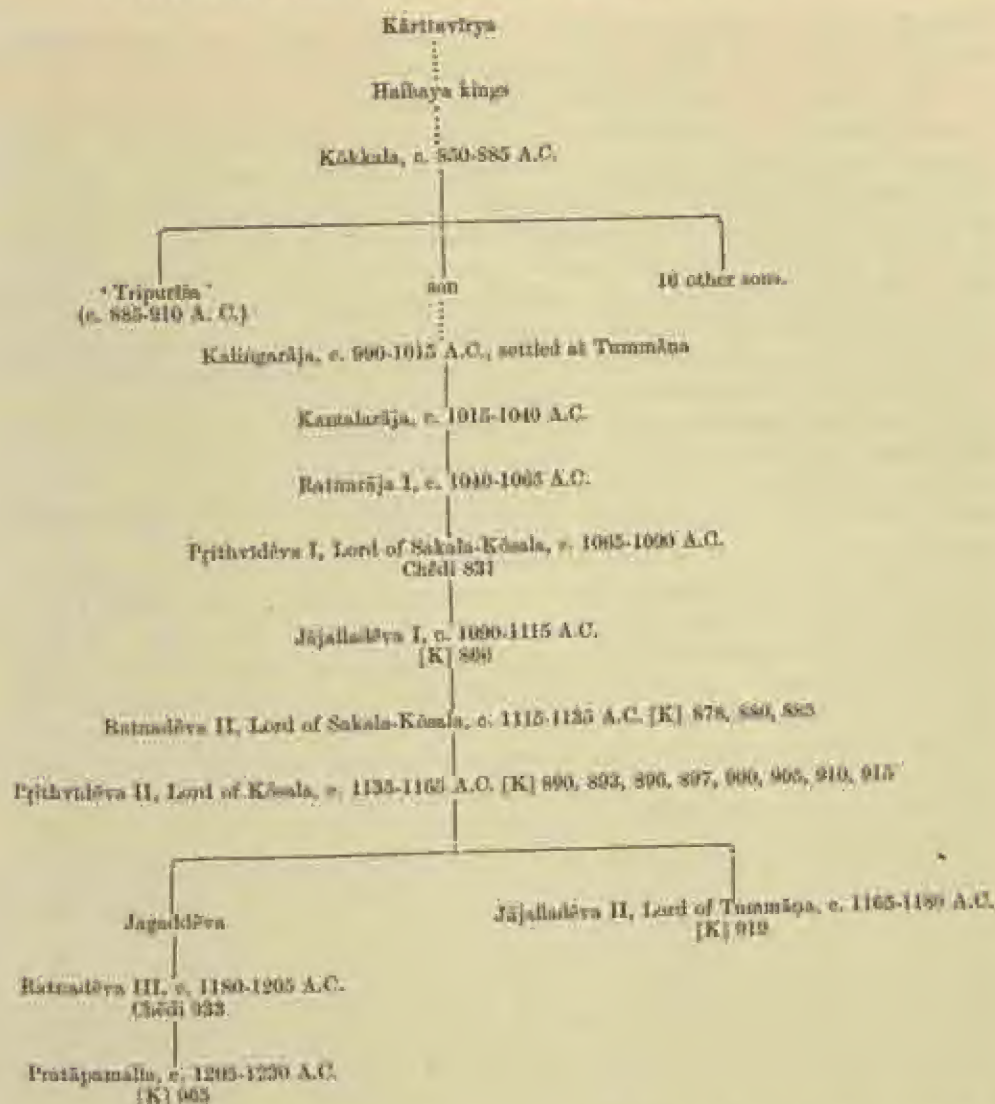 Kārttavīrya
Haihaya kings
Kōkkala, c. 850-885 A.C.
'Tripurīśa'
(c. 885-910 A. C.)
son
16 other sons.
Kaliṅgarāja, c. 990-1015 A.C., settled at Tummāṇa
Kamalarāja, c. 1015-1040 A.C.
Ratnarāja I, c. 1040-1065 A.C.
Pṛithvīdēva I, Lord of Sakala-Kōsala, c. 1065-1090 A.C.
Chēdi 831
Jājalladēva I, c. 1090-1115 A.C.
[K] 866
Ratnadēva II, Lord of Sakala-Kōsala, c. 1115-1135 A.C. [K] 878, 880, 885
Pṛithvīdēva II, Lord of Kōsala, c. 1135-1165 A.C. [K] 890, 893, 896, 897, 900, 905, 910, 915
Jagaddēva
Jājalladēva II, Lord of Tummāṇa, c. 1165-1180 A.C.
[K] 919
Ratnadēva III, c. 1180-1205 A.C.
Chēdi 933
Pratāpamalla, c. 1205-1230 A.C.
[K] 965